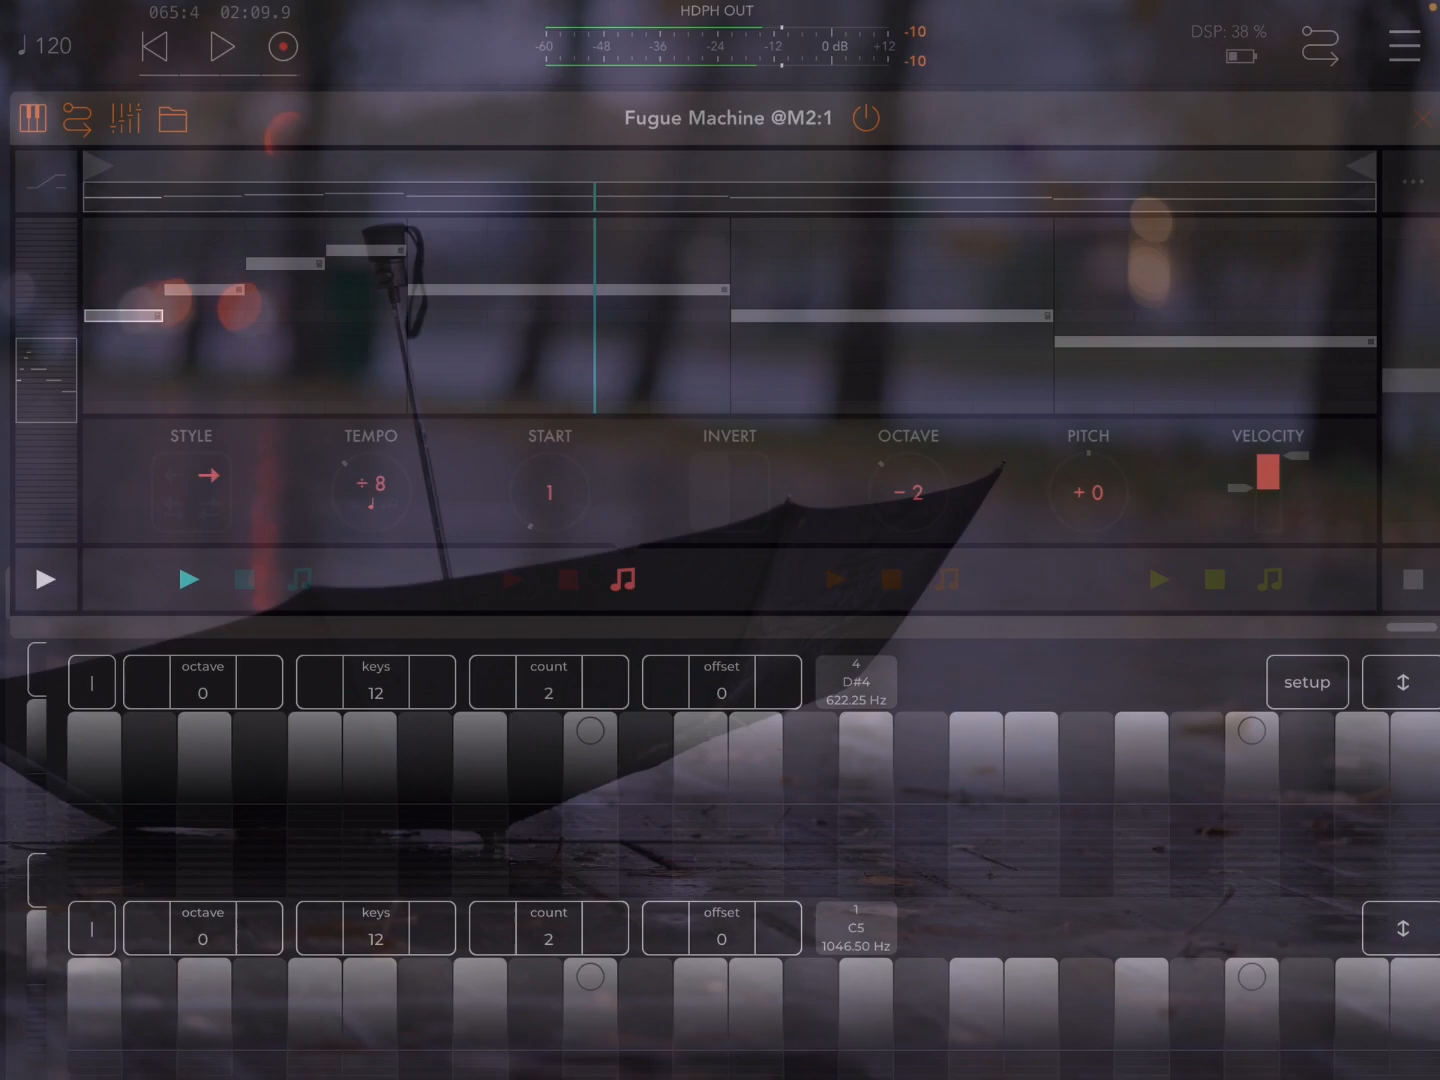 065:4 02:09.9
HDPH OUT
120
-60 -48 -36 -24 -12 0 dB +12
-10
-10
DSP: 38 %
Fugue Machine @M2:1
STYLE TEMPO START INVERT OCTAVE PITCH VELOCITY
÷ 8 1 − 2 + 0
octave 0
keys 12
count 2
offset 0
4
D#4
622.25 Hz
setup
octave 0
keys 12
count 2
offset 0
1
C5
1046.50 Hz